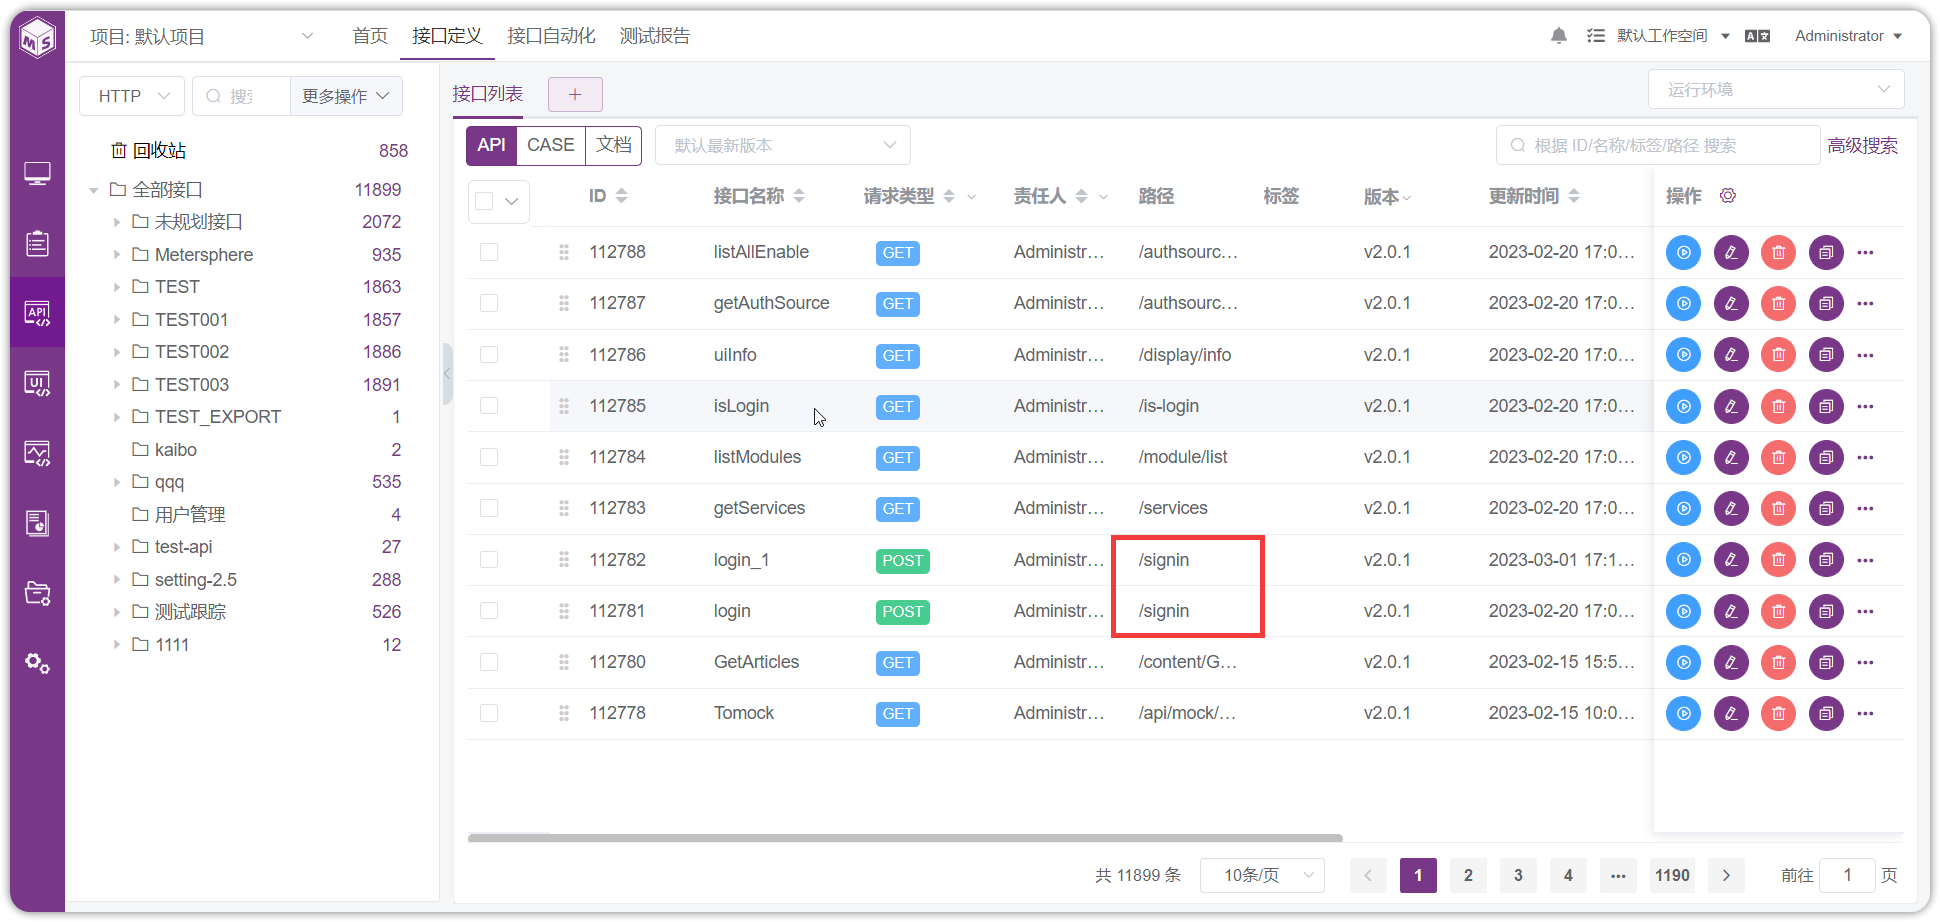 MS
项目: 默认项目
首页 接口定义 接口自动化 测试报告
默认工作空间
Administrator
HTTP
更多操作
回收站 858
全部接口 11899
未规划接口 2072
Metersphere 935
TEST 1863
TEST001 1857
TEST002 1886
TEST003 1891
TEST_EXPORT 1
kaibo 2
qqq 535
用户管理 4
test-api 27
setting-2.5 288
测试跟踪 526
1111 12
API
UI
接口列表 +
运行环境
API CASE 文档
默认最新版本
根据 ID/名称/标签/路径 搜索
高级搜索
ID 接口名称 请求类型 责任人 路径 标签 版本 更新时间 操作
112788 listAllEnable GET Administr... /authsourc... v2.0.1 2023-02-20 17:0...
112787 getAuthSource GET Administr... /authsourc... v2.0.1 2023-02-20 17:0...
112786 uiInfo GET Administr... /display/info v2.0.1 2023-02-20 17:0...
112785 isLogin GET Administr... /is-login v2.0.1 2023-02-20 17:0...
112784 listModules GET Administr... /module/list v2.0.1 2023-02-20 17:0...
112783 getServices GET Administr... /services v2.0.1 2023-02-20 17:0...
112782 login_1 POST Administr... /signin v2.0.1 2023-03-01 17:1...
112781 login POST Administr... /signin v2.0.1 2023-02-20 17:0...
112780 GetArticles GET Administr... /content/G... v2.0.1 2023-02-15 15:5...
112778 Tomock GET Administr... /api/mock/... v2.0.1 2023-02-15 10:0...
共 11899 条 10条/页 < 1 2 3 4 ... 1190 > 前往 1 页